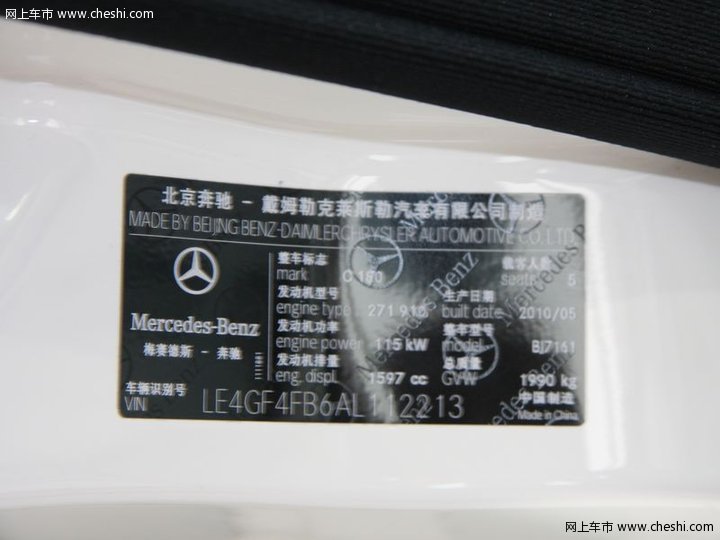 网上车市 www.cheshi.com
北京奔驰 - 戴姆勒克莱斯勒汽车有限公司制造
MADE BY BEIJING BENZ-DAIMLERCHRYSLER AUTOMOTIVE CO. LTD.
整车标志 载客人数
mark C 180 seats 5
发动机型号 生产日期
engine type 271 910 built date 2010/05
发动机功率 整车型号
engine power 115 kW model BJ7161
发动机排量 总质量
eng. displ. 1597 cc GVW 1990 kg
Mercedes-Benz
梅赛德斯 - 奔驰
车辆识别号 中国制造
VIN LE4GF4FB6AL112213 Made in China
Mercedes-Benz
网上车市 www.cheshi.com